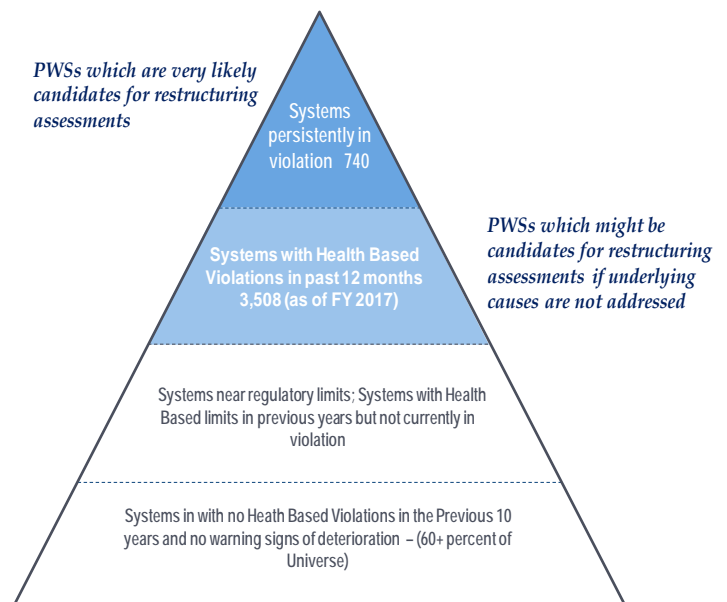 PWSs which are very likely
candidates for restructuring
assessments
Systems
persistently in
violation 740
PWSs which might be
candidates for restructuring
assessments if underlying
causes are not addressed
Systems with Health Based
Violations in past 12 months
3,508 (as of FY 2017)
Systems near regulatory limits; Systems with Health
Based limits in previous years but not currently in
violation
Systems in with no Heath Based Violations in the Previous 10
years and no warning signs of deterioration – (60+ percent of
Universe)